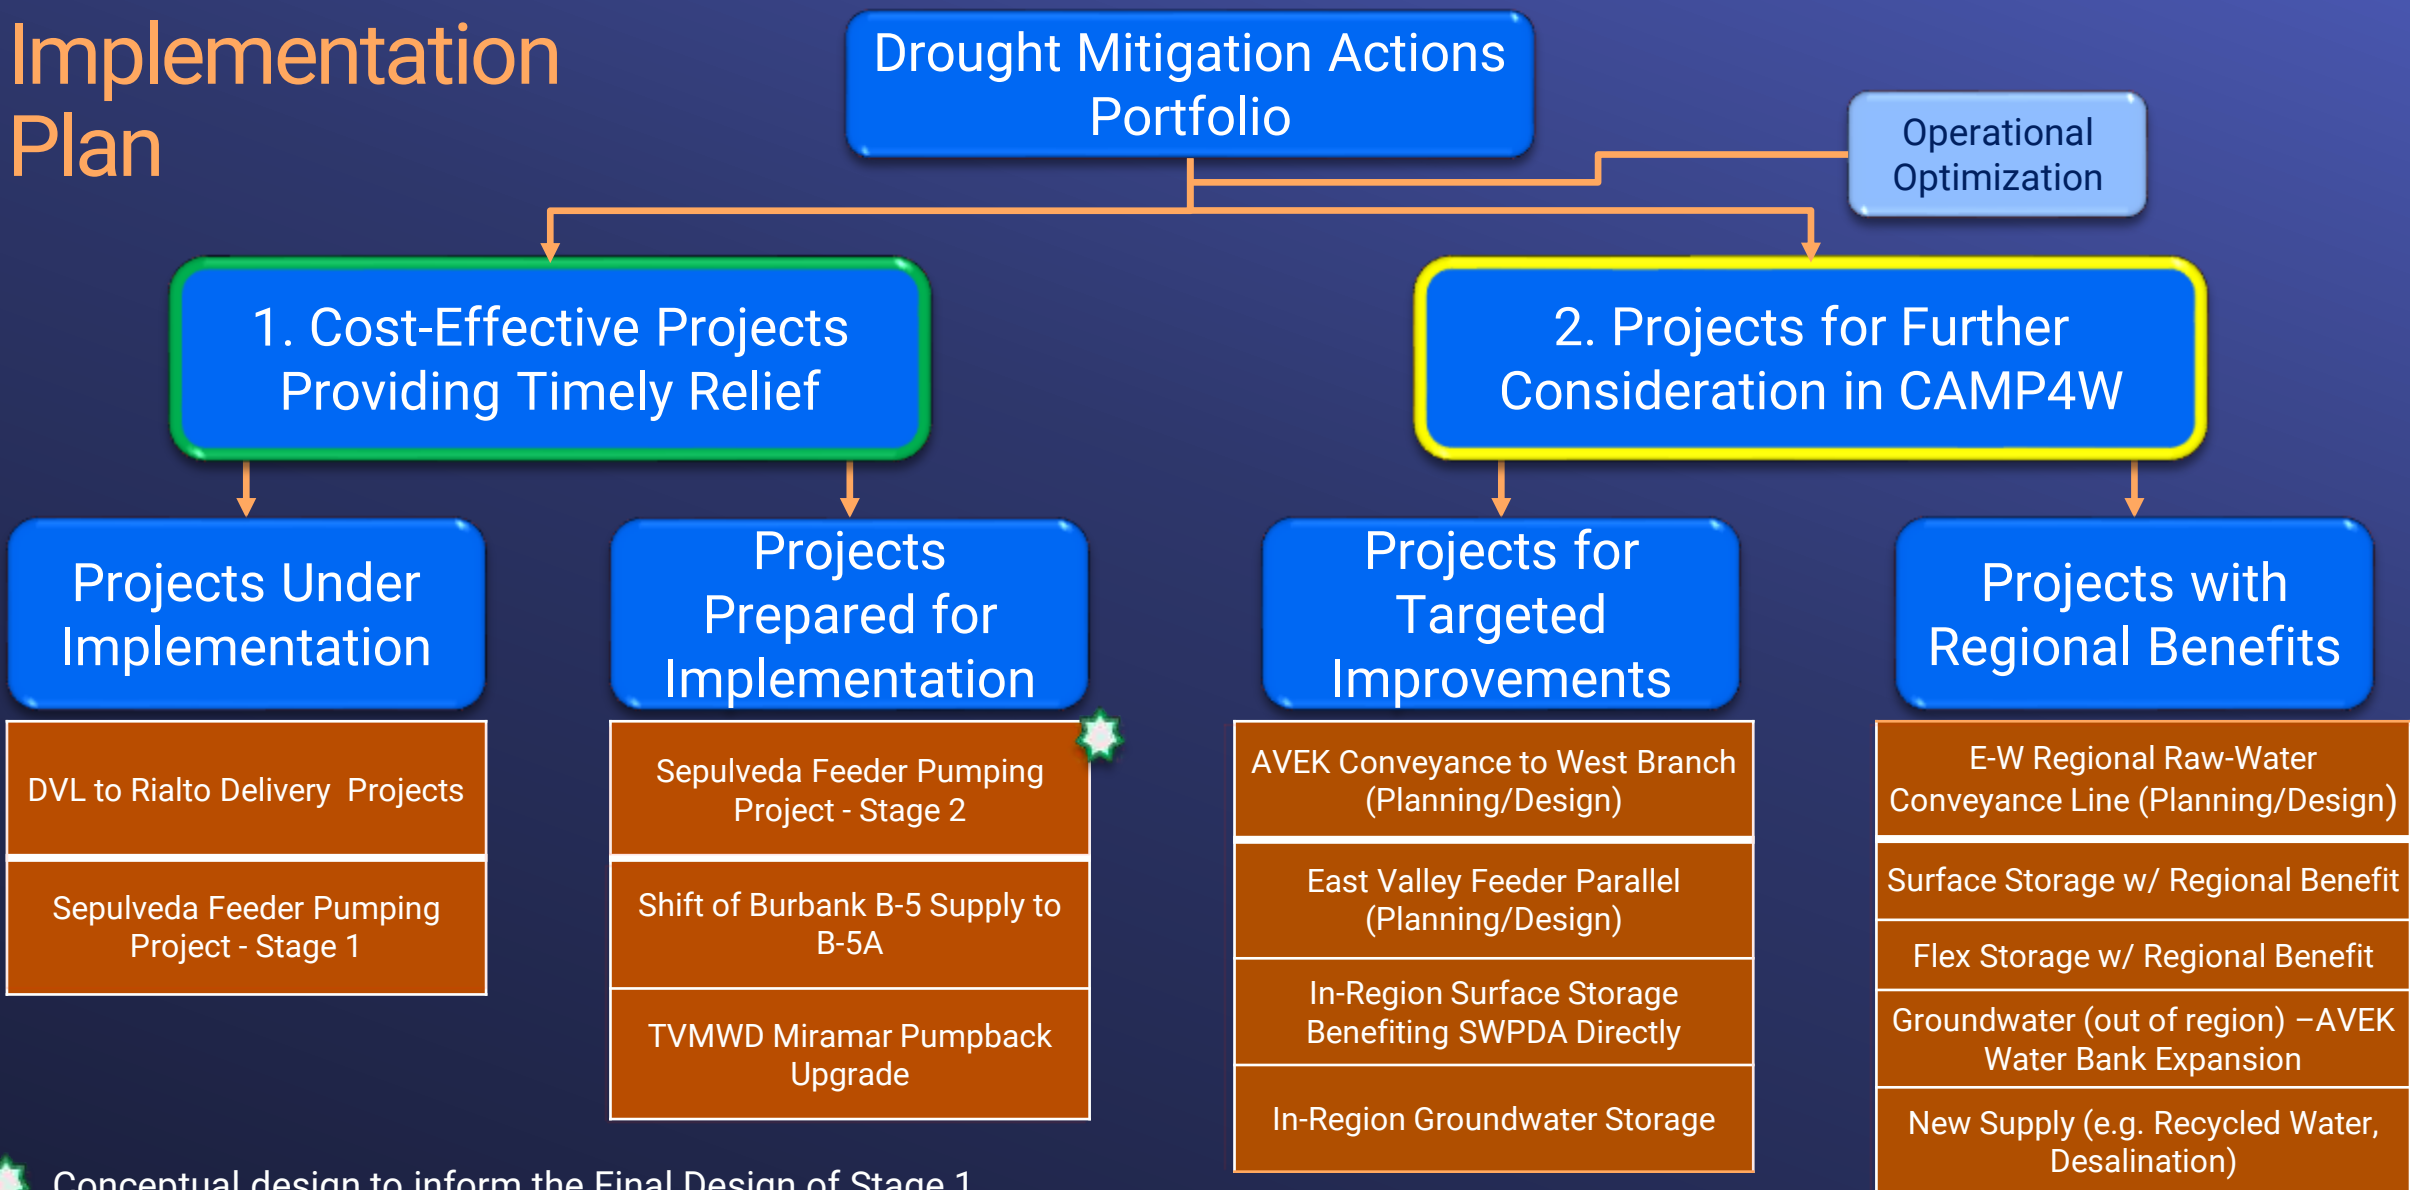 Implementation
Plan
Drought Mitigation Actions
Portfolio
Operational
Optimization
1. Cost-Effective Projects
Providing Timely Relief
2. Projects for Further
Consideration in CAMP4W
Projects Under
Implementation
Projects
Prepared for
Implementation
Projects for
Targeted
Improvements
Projects with
Regional Benefits
DVL to Rialto Delivery  Projects
Sepulveda Feeder Pumping
Project - Stage 1
Sepulveda Feeder Pumping
Project - Stage 2
Shift of Burbank B-5 Supply to
B-5A
TVMWD Miramar Pumpback
Upgrade
AVEK Conveyance to West Branch
(Planning/Design)
East Valley Feeder Parallel
(Planning/Design)
In-Region Surface Storage
Benefiting SWPDA Directly
In-Region Groundwater Storage
E-W Regional Raw-Water
Conveyance Line (Planning/Design)
Surface Storage w/ Regional Benefit
Flex Storage w/ Regional Benefit
Groundwater (out of region) –AVEK
Water Bank Expansion
New Supply (e.g. Recycled Water,
Desalination)
Conceptual design to inform the Final Design of Stage 1